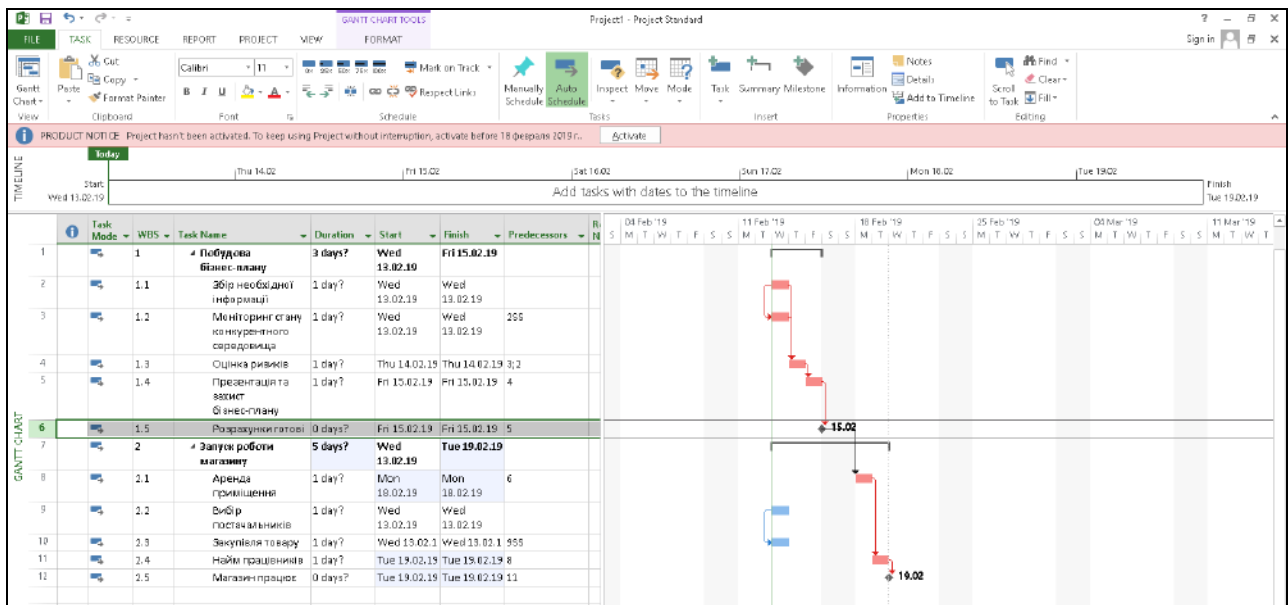 GANTT CHART TOOLS
Project1 - Project Standard
FILE TASK RESOURCE REPORT PROJECT VIEW FORMAT
Sign in
Gantt Chart
View
Paste
Cut
Copy
Format Painter
Clipboard
Calibri 11
B I U
Font
Mark on Track
Respect Links
Schedule
Manually Schedule
Auto Schedule
Inspect
Move
Mode
Tasks
Task
Summary
Milestone
Insert
Information
Notes
Details
Add to Timeline
Properties
Scroll to Task
Find
Clear
Fill
Editing
PRODUCT NOTICE Project hasn't been activated. To keep using Project without interruption, activate before 18 февраля 2019 г..
Activate
TIMELINE
Today
Start
Wed 13.02.19
Thu 14.02 Fri 15.02 Sat 16.02 Sun 17.02 Mon 18.02 Tue 19.02
Add tasks with dates to the timeline
Finish
Tue 19.02.19
GANTT CHART
Task Mode WBS Task Name Duration Start Finish Predecessors
04 Feb '19 11 Feb '19 18 Feb '19 25 Feb '19 04 Mar '19 11 Mar '19
S M T W T F S S M T W T F S S M T W T F S S M T W T F S S M T W T F S S M T W T
1 1 Побудова бізнес-плану 3 days? Wed 13.02.19 Fri 15.02.19
2 1.1 Збір необхідної інформації 1 day? Wed 13.02.19 Wed 13.02.19
3 1.2 Моніторинг стану конкурентного середовища 1 day? Wed 13.02.19 Wed 13.02.19 2SS
4 1.3 Оцінка ризиків 1 day? Thu 14.02.19 Thu 14.02.19 3;2
5 1.4 Презентація та захист бізнес-плану 1 day? Fri 15.02.19 Fri 15.02.19 4
6 1.5 Розрахунки готові 0 days? Fri 15.02.19 Fri 15.02.19 5
15.02
7 2 Запуск роботи магазину 5 days? Wed 13.02.19 Tue 19.02.19
8 2.1 Аренда приміщення 1 day? Mon 18.02.19 Mon 18.02.19 6
9 2.2 Вибір постачальників 1 day? Wed 13.02.19 Wed 13.02.19
10 2.3 Закупівля товару 1 day? Wed 13.02.1 Wed 13.02.1 9SS
11 2.4 Найм працівників 1 day? Tue 19.02.19 Tue 19.02.19 8
12 2.5 Магазин працює 0 days? Tue 19.02.19 Tue 19.02.19 11
19.02